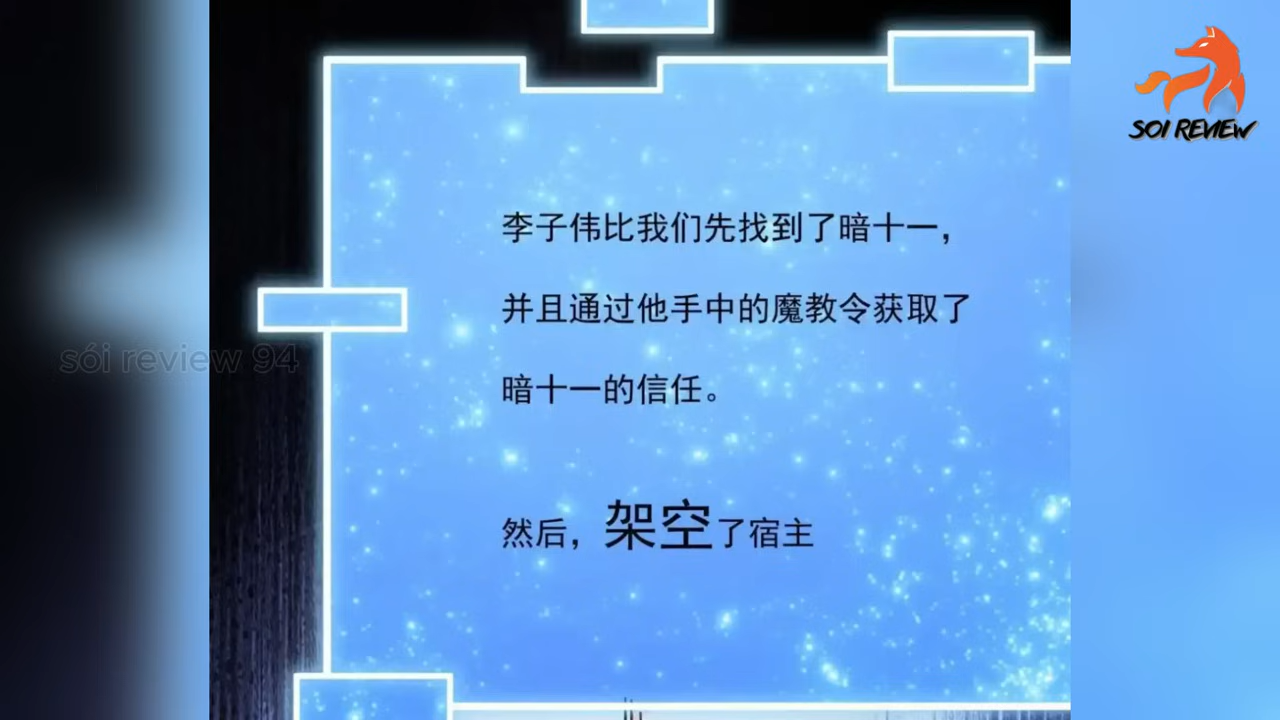 SOI REVIEW
李子伟比我们先找到了暗十一，
并且通过他手中的魔教令获取了
sói review 94
暗十一的信任。
然后，架空了宿主